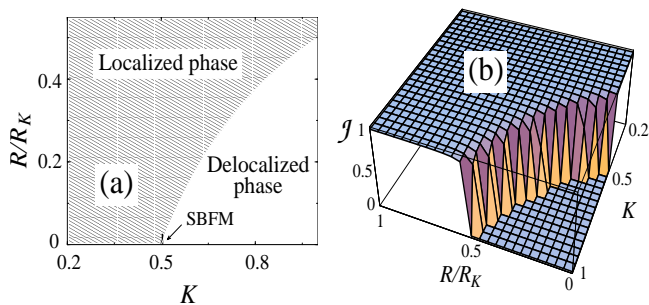 Localized phase
Delocalized
phase
(a)
SBFM
R/R_K
0.4
0.2
0
0.2
0.5
0.8
K
(b)
𝒥
1
0.5
0
1
0.5
0
R/R_K
0.2
0.5
1
K